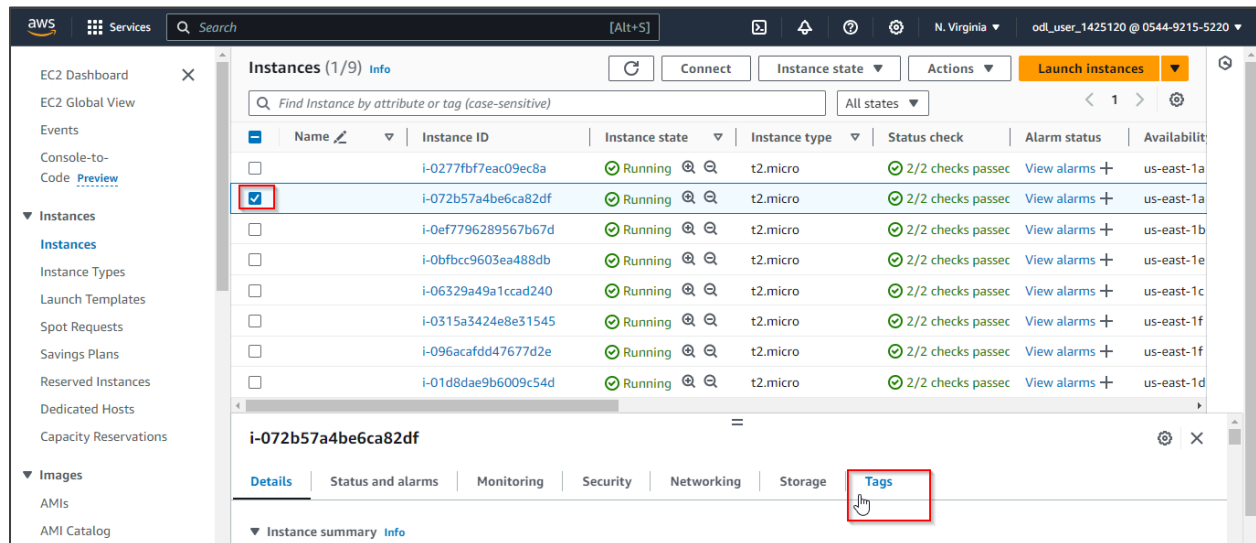 aws Services Search [Alt+S] N. Virginia ▼ odl_user_1425120 @ 0544-9215-5220 ▼
EC2 Dashboard
EC2 Global View
Events
Console-to-
Code Preview
▼ Instances
Instances
Instance Types
Launch Templates
Spot Requests
Savings Plans
Reserved Instances
Dedicated Hosts
Capacity Reservations
▼ Images
AMIs
AMI Catalog
Instances (1/9) Info Connect Instance state ▼ Actions ▼ Launch instances ▼
Find Instance by attribute or tag (case-sensitive) All states ▼ < 1 >
Name Instance ID Instance state Instance type Status check Alarm status Availability
i-0277fbf7eac09ec8a Running t2.micro 2/2 checks passec View alarms + us-east-1a
i-072b57a4be6ca82df Running t2.micro 2/2 checks passec View alarms + us-east-1a
i-0ef7796289567b67d Running t2.micro 2/2 checks passec View alarms + us-east-1b
i-0bfbcc9603ea488db Running t2.micro 2/2 checks passec View alarms + us-east-1e
i-06329a49a1ccad240 Running t2.micro 2/2 checks passec View alarms + us-east-1c
i-0315a3424e8e31545 Running t2.micro 2/2 checks passec View alarms + us-east-1f
i-096acafdd47677d2e Running t2.micro 2/2 checks passec View alarms + us-east-1f
i-01d8dae9b6009c54d Running t2.micro 2/2 checks passec View alarms + us-east-1d
i-072b57a4be6ca82df
Details Status and alarms Monitoring Security Networking Storage Tags
▼ Instance summary Info